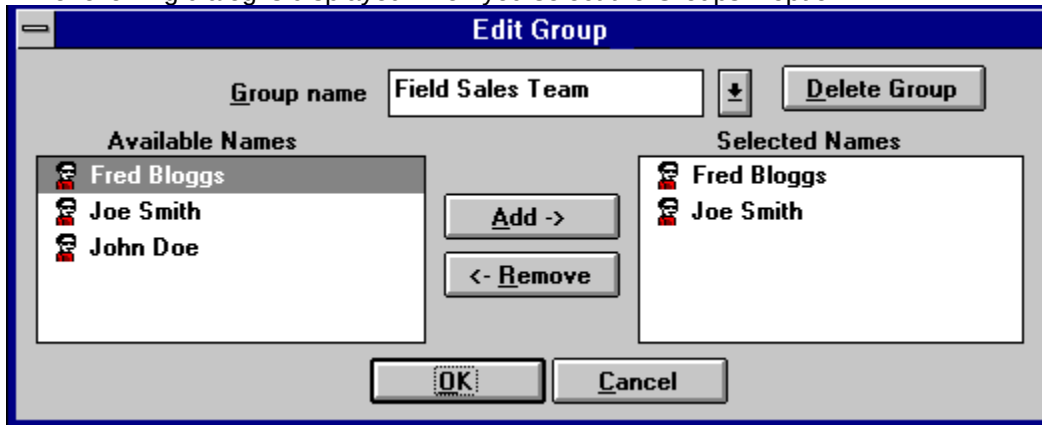 Edit Group
Group name Field Sales Team Delete Group
Available Names Selected Names
Fred Bloggs Fred Bloggs
Joe Smith Add -> Joe Smith
John Doe
<- Remove
OK Cancel